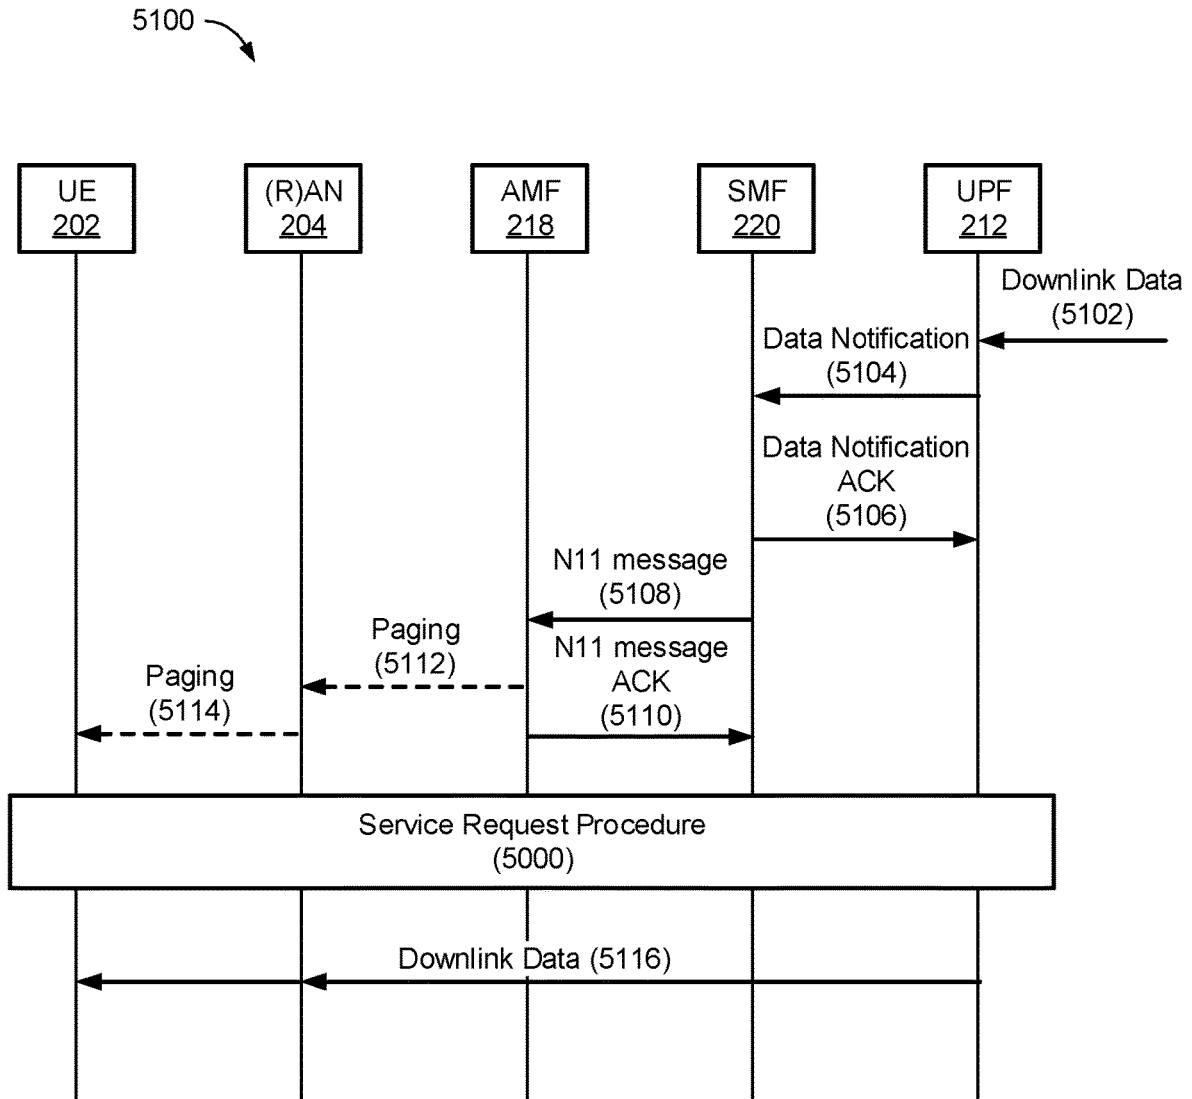 5100
UE
202
(R)AN
204
AMF
218
SMF
220
UPF
212
Downlink Data
(5102)
Data Notification
(5104)
Data Notification
ACK
(5106)
N11 message
(5108)
Paging
(5112)
N11 message
ACK
(5110)
Paging
(5114)
Service Request Procedure
(5000)
Downlink Data (5116)